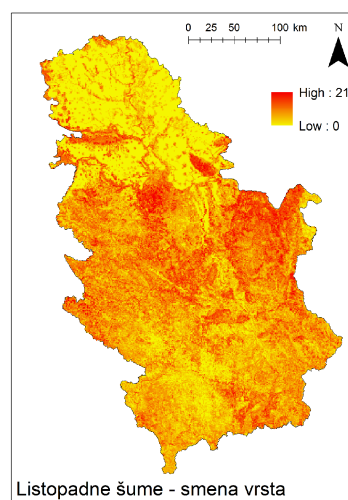 0 25 50 100 km
N
High : 21
Low : 0
Listopadne šume - smena vrsta